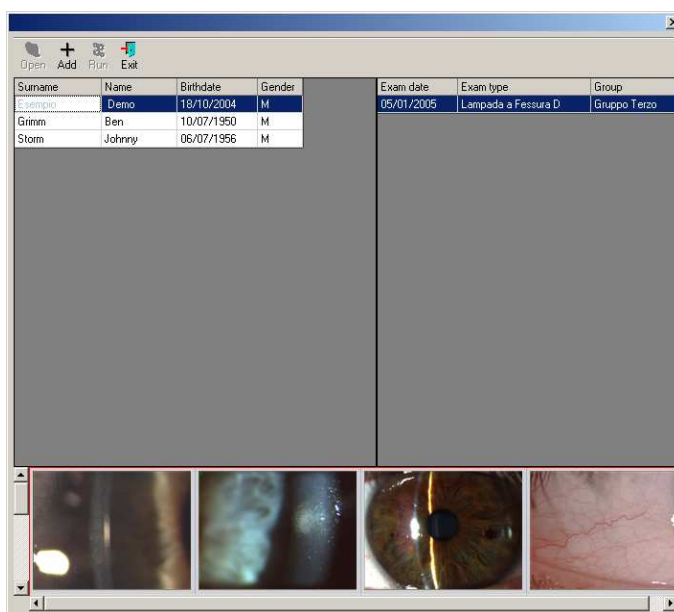 Open Add Run Exit
Surname Name Birthdate Gender Exam date Exam type Group
Esempio Demo 18/10/2004 M 05/01/2005 Lampada a Fessura D Gruppo Terzo
Grimm Ben 10/07/1950 M
Storm Johnny 06/07/1956 M